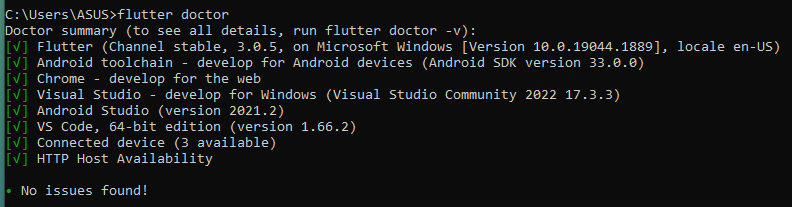 C:\Users\ASUS>flutter doctor
Doctor summary (to see all details, run flutter doctor -v):
[√] Flutter (Channel stable, 3.0.5, on Microsoft Windows [Version 10.0.19044.1889], locale en-US)
[√] Android toolchain - develop for Android devices (Android SDK version 33.0.0)
[√] Chrome - develop for the web
[√] Visual Studio - develop for Windows (Visual Studio Community 2022 17.3.3)
[√] Android Studio (version 2021.2)
[√] VS Code, 64-bit edition (version 1.66.2)
[√] Connected device (3 available)
[√] HTTP Host Availability
• No issues found!